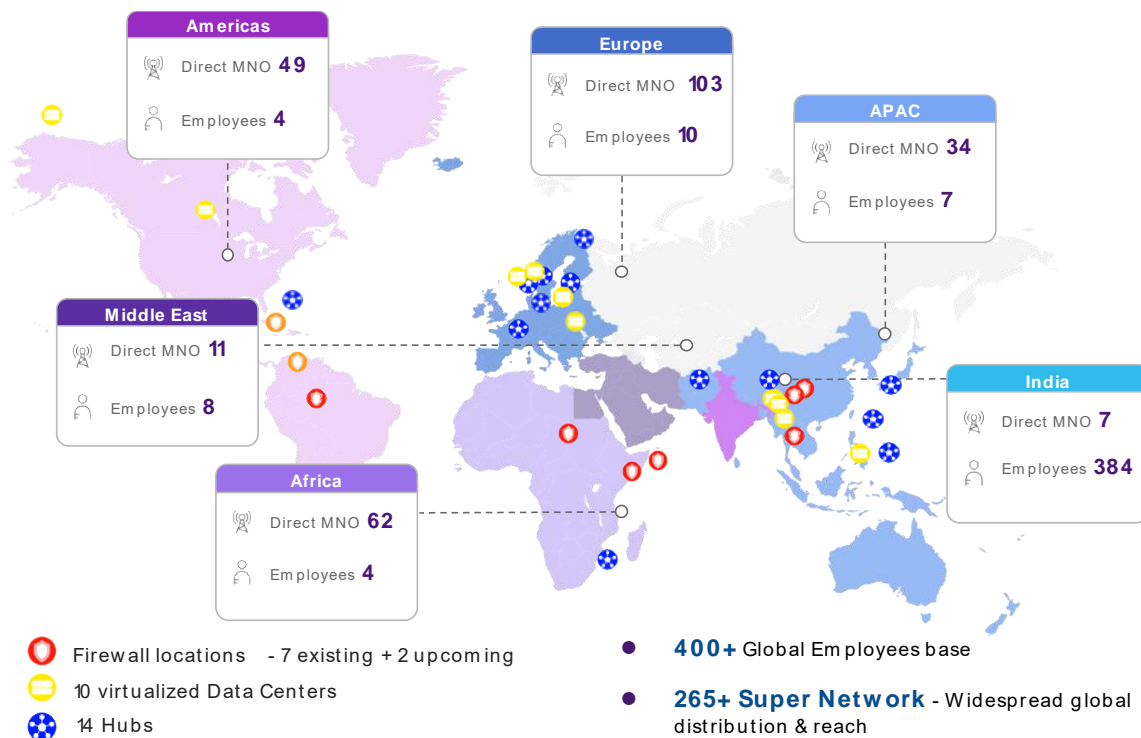 Americas
Direct MNO 49
Employees 4
Europe
Direct MNO 103
Employees 10
APAC
Direct MNO 34
Employees 7
Middle East
Direct MNO 11
Employees 8
India
Direct MNO 7
Employees 384
Africa
Direct MNO 62
Employees 4
Firewall locations - 7 existing + 2 upcoming
10 virtualized Data Centers
14 Hubs
400+ Global Employees base
265+ Super Network - Widespread global
distribution & reach